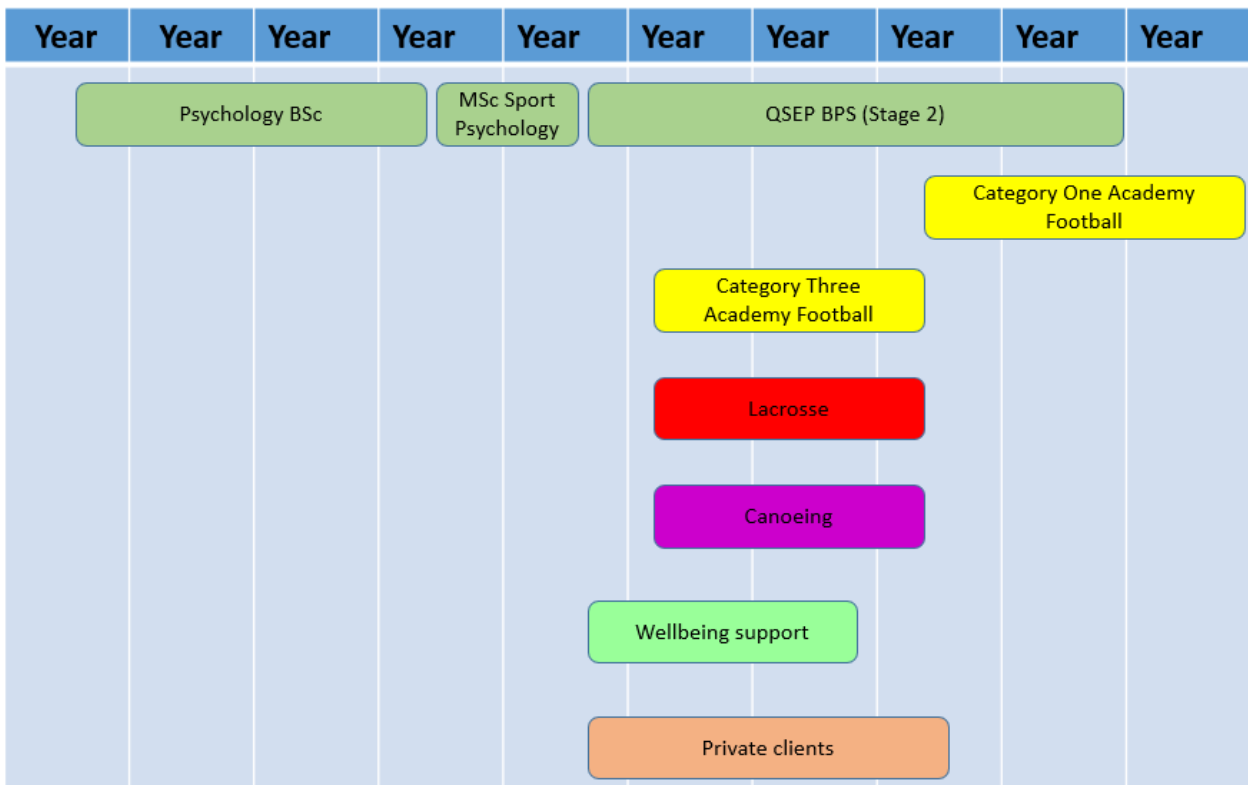 Year Year Year Year Year Year Year Year Year Year
Psychology BSc
MSc Sport
Psychology
QSEP BPS (Stage 2)
Category One Academy
Football
Category Three
Academy Football
Lacrosse
Canoeing
Wellbeing support
Private clients